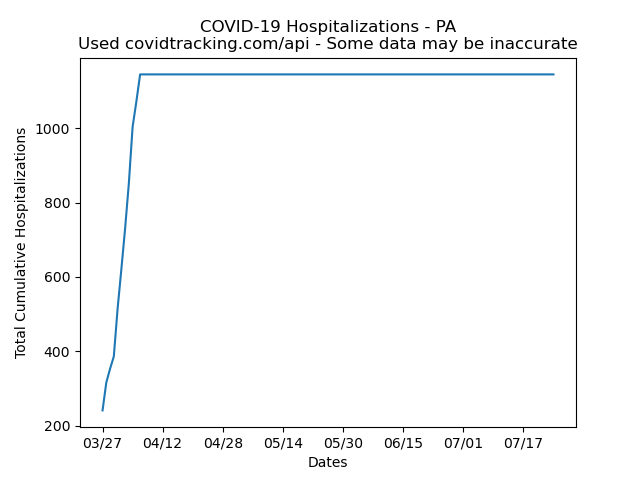 COVID-19 Hospitalizations - PA
Used covidtracking.com/api - Some data may be inaccurate
Total Cumulative Hospitalizations
1000
800
600
400
200
03/27 04/12 04/28 05/14 05/30 06/15 07/01 07/17
Dates